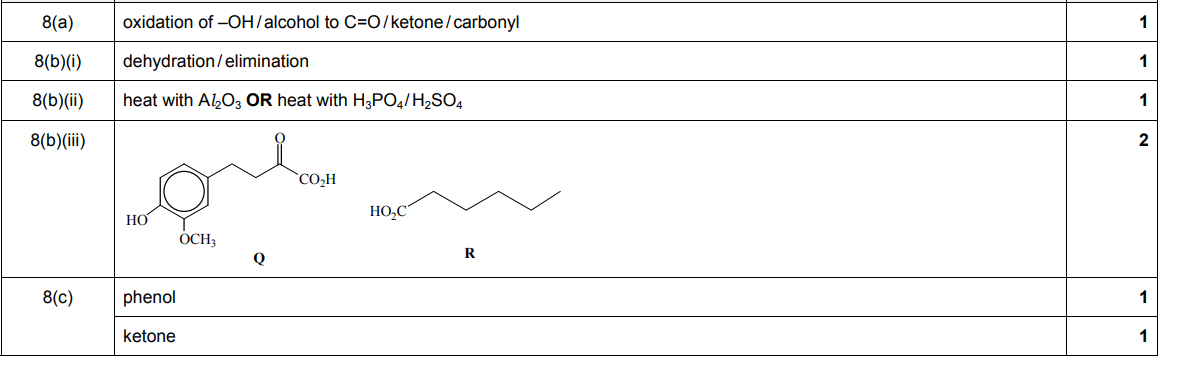 8(a) oxidation of –OH/alcohol to C=O/ketone/carbonyl 1
8(b)(i) dehydration/elimination 1
8(b)(ii) heat with Al₂O₃ OR heat with H₃PO₄/H₂SO₄ 1
8(b)(iii) 2
O
CO₂H
HO
OCH₃
Q
HO₂C
R
8(c) phenol 1
ketone 1